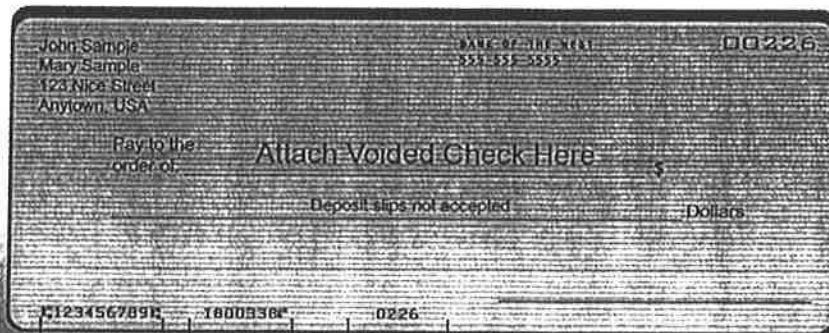 John Sample
Mary Sample
123 Nice Street
Anytown, USA
BANK OF THE WEST
555 555 5555
00226
Pay to the
order of:
Attach Voided Check Here
$
Deposit slips not accepted
Dollars
⑆123456789⑆ 1800338⑈ 0226